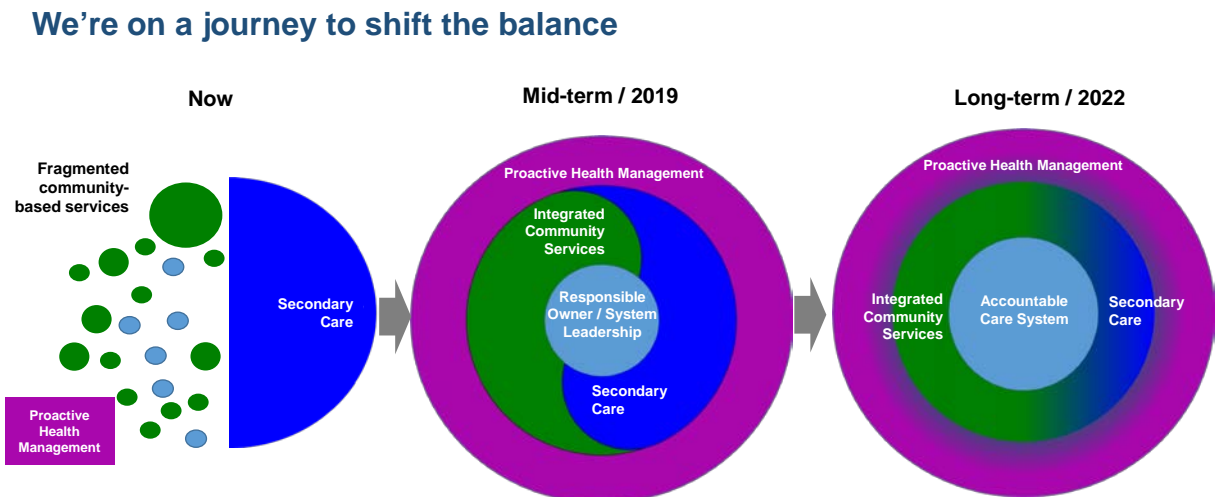 We're on a journey to shift the balance
Now
Fragmented
community-
based services
Secondary
Care
Proactive
Health
Management
Mid-term / 2019
Proactive Health Management
Integrated
Community
Services
Responsible
Owner / System
Leadership
Secondary
Care
Long-term / 2022
Proactive Health Management
Integrated
Community
Services
Accountable
Care System
Secondary
Care